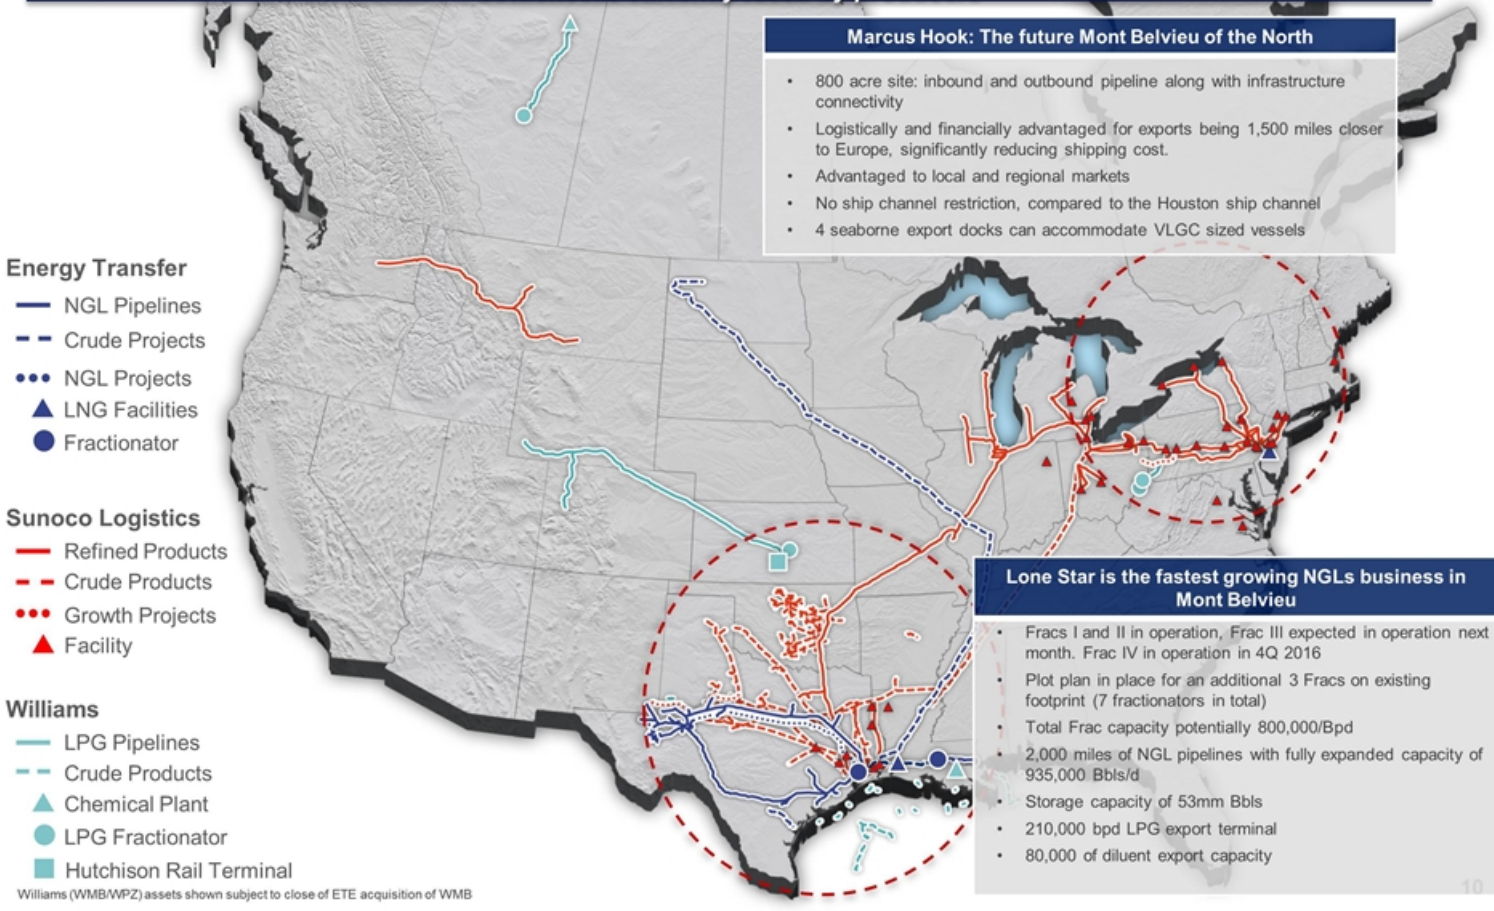 Marcus Hook: The future Mont Belvieu of the North
• 800 acre site: inbound and outbound pipeline along with infrastructure
connectivity
• Logistically and financially advantaged for exports being 1,500 miles closer
to Europe, significantly reducing shipping cost.
• Advantaged to local and regional markets
• No ship channel restriction, compared to the Houston ship channel
• 4 seaborne export docks can accommodate VLGC sized vessels
Energy Transfer
NGL Pipelines
Crude Projects
NGL Projects
LNG Facilities
Fractionator
Sunoco Logistics
Refined Products
Crude Products
Growth Projects
Facility
Williams
LPG Pipelines
Crude Products
Chemical Plant
LPG Fractionator
Hutchison Rail Terminal
Williams (WMB/WPZ) assets shown subject to close of ETE acquisition of WMB
Lone Star is the fastest growing NGLs business in
Mont Belvieu
• Fracs I and II in operation, Frac III expected in operation next
month. Frac IV in operation in 4Q 2016
• Plot plan in place for an additional 3 Fracs on existing
footprint (7 fractionators in total)
• Total Frac capacity potentially 800,000/Bpd
• 2,000 miles of NGL pipelines with fully expanded capacity of
935,000 Bbls/d
• Storage capacity of 53mm Bbls
• 210,000 bpd LPG export terminal
• 80,000 of diluent export capacity
10